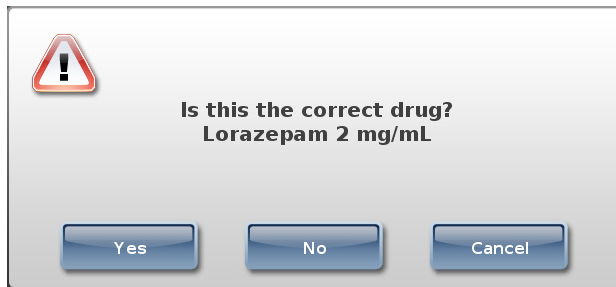 Is this the correct drug?
Lorazepam 2 mg/mL
Yes
No
Cancel